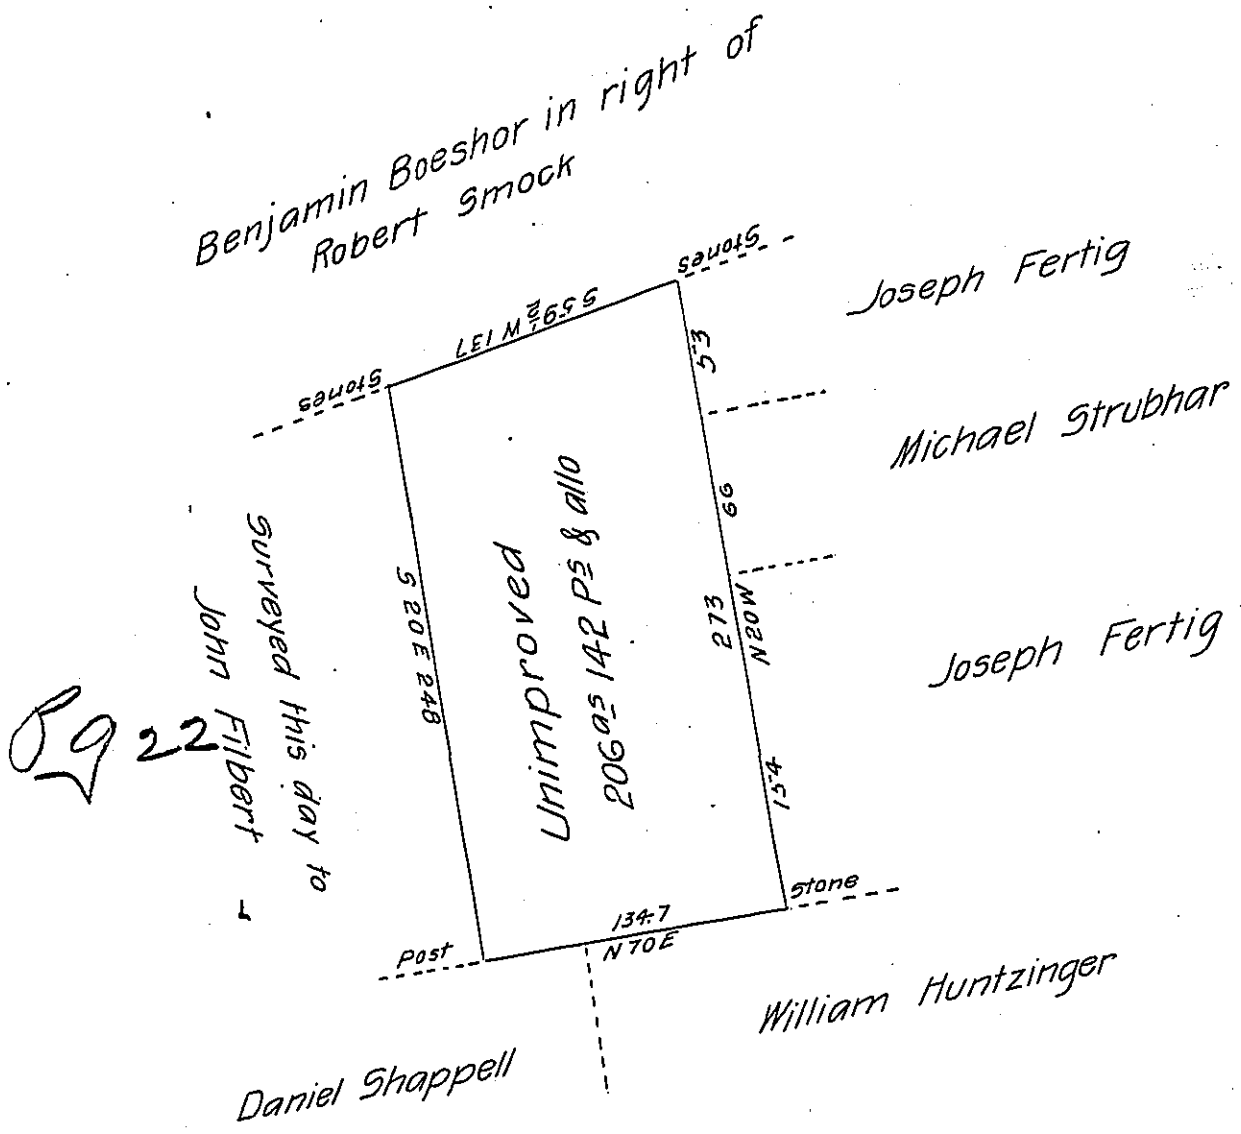 Benjamin Boeshor in right of
Robert Smock
Stones
Joseph Fertig
S 59½ W 137
Stones
53
Michael Strubhar
66
273
N 20 W
Joseph Fertig
154
Unimproved
206 as 142 Ps & allo
S 20 E 248
Surveyed this day to
John Filbert
Pg 22
Stone
134.7
N 70 E
Post
William Huntzinger
Daniel Shappell